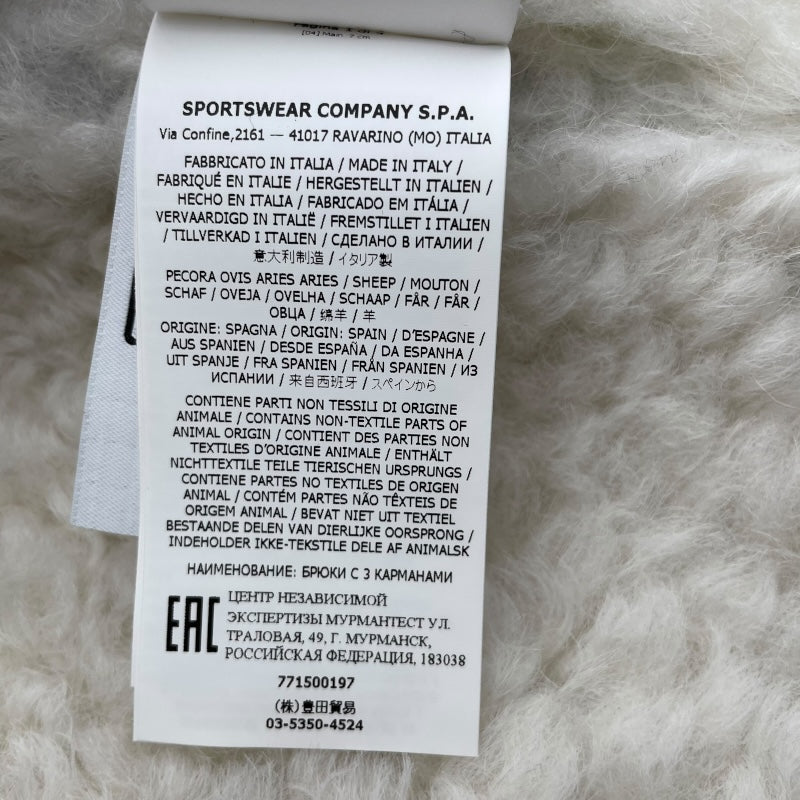 [04] Main. 2 cm
SPORTSWEAR COMPANY S.P.A.
Via Confine,2161 — 41017 RAVARINO (MO) ITALIA
FABBRICATO IN ITALIA / MADE IN ITALY /
FABRIQUÉ EN ITALIE / HERGESTELLT IN ITALIEN /
HECHO EN ITALIA / FABRICADO EM ITÁLIA /
VERVAARDIGD IN ITALIË / FREMSTILLET I ITALIEN
/ TILLVERKAD I ITALIEN / СДЕЛАНО В ИТАЛИИ /
意大利制造 / イタリア製
PECORA OVIS ARIES ARIES / SHEEP / MOUTON /
SCHAF / OVEJA / OVELHA / SCHAAP / FÅR / FÅR /
ОВЦА / 绵羊 / 羊
ORIGINE: SPAGNA / ORIGIN: SPAIN / D'ESPAGNE /
AUS SPANIEN / DESDE ESPAÑA / DA ESPANHA /
UIT SPANJE / FRA SPANIEN / FRÅN SPANIEN / ИЗ
ИСПАНИИ / 来自西班牙 / スペインから
CONTIENE PARTI NON TESSILI DI ORIGINE
ANIMALE / CONTAINS NON-TEXTILE PARTS OF
ANIMAL ORIGIN / CONTIENT DES PARTIES NON
TEXTILES D'ORIGINE ANIMALE / ENTHÄLT
NICHTTEXTILE TEILE TIERISCHEN URSPRUNGS /
CONTIENE PARTES NO TEXTILES DE ORIGEN
ANIMAL / CONTÉM PARTES NÃO TÊXTEIS DE
ORIGEM ANIMAL / BEVAT NIET UIT TEXTIEL
BESTAANDE DELEN VAN DIERLIJKE OORSPRONG /
INDEHOLDER IKKE-TEKSTILE DELE AF ANIMALSK
НАИМЕНОВАНИЕ: БРЮКИ С 3 КАРМАНАМИ
EAC
ЦЕНТР НЕЗАВИСИМОЙ
ЭКСПЕРТИЗЫ МУРМАНТЕСТ УЛ.
ТРАЛОВАЯ, 49, Г. МУРМАНСК,
РОССИЙСКАЯ ФЕДЕРАЦИЯ, 183038
771500197
(株)豊田貿易
03-5350-4524